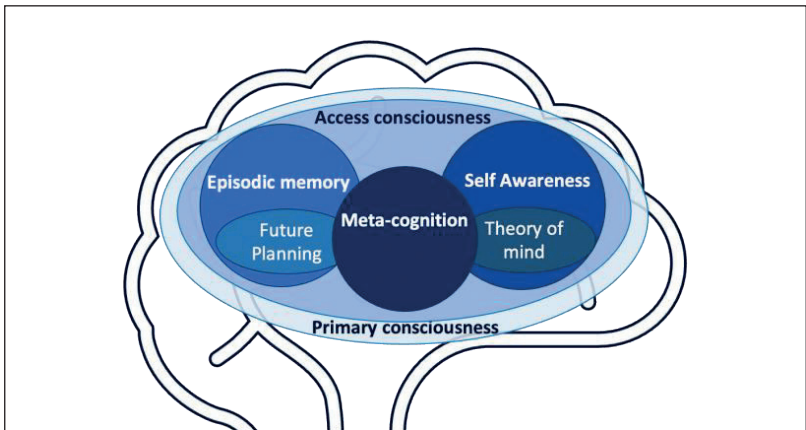 Access consciousness
Episodic memory
Self Awareness
Meta-cognition
Future
Planning
Theory of
mind
Primary consciousness